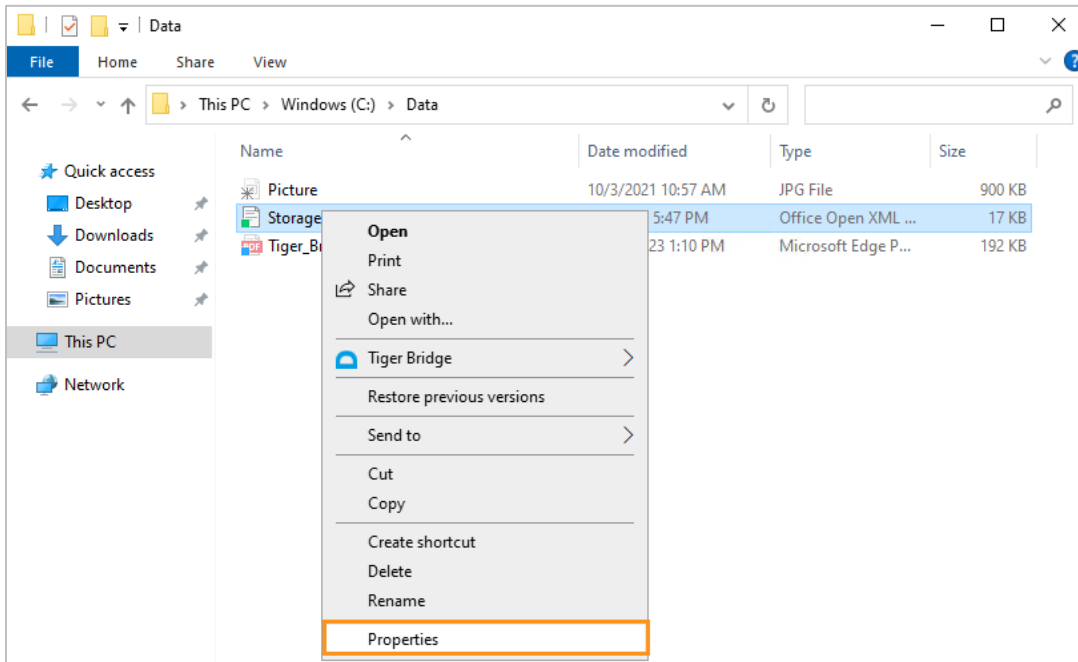 Data
File Home Share View
This PC > Windows (C:) > Data
Name Date modified Type Size
Quick access
Desktop
Downloads
Documents
Pictures
This PC
Network
Picture 10/3/2021 10:57 AM JPG File 900 KB
Storage 5:47 PM Office Open XML ... 17 KB
Tiger_Br 23 1:10 PM Microsoft Edge P... 192 KB
PDF
Open
Print
Share
Open with...
Tiger Bridge
Restore previous versions
Send to
Cut
Copy
Create shortcut
Delete
Rename
Properties